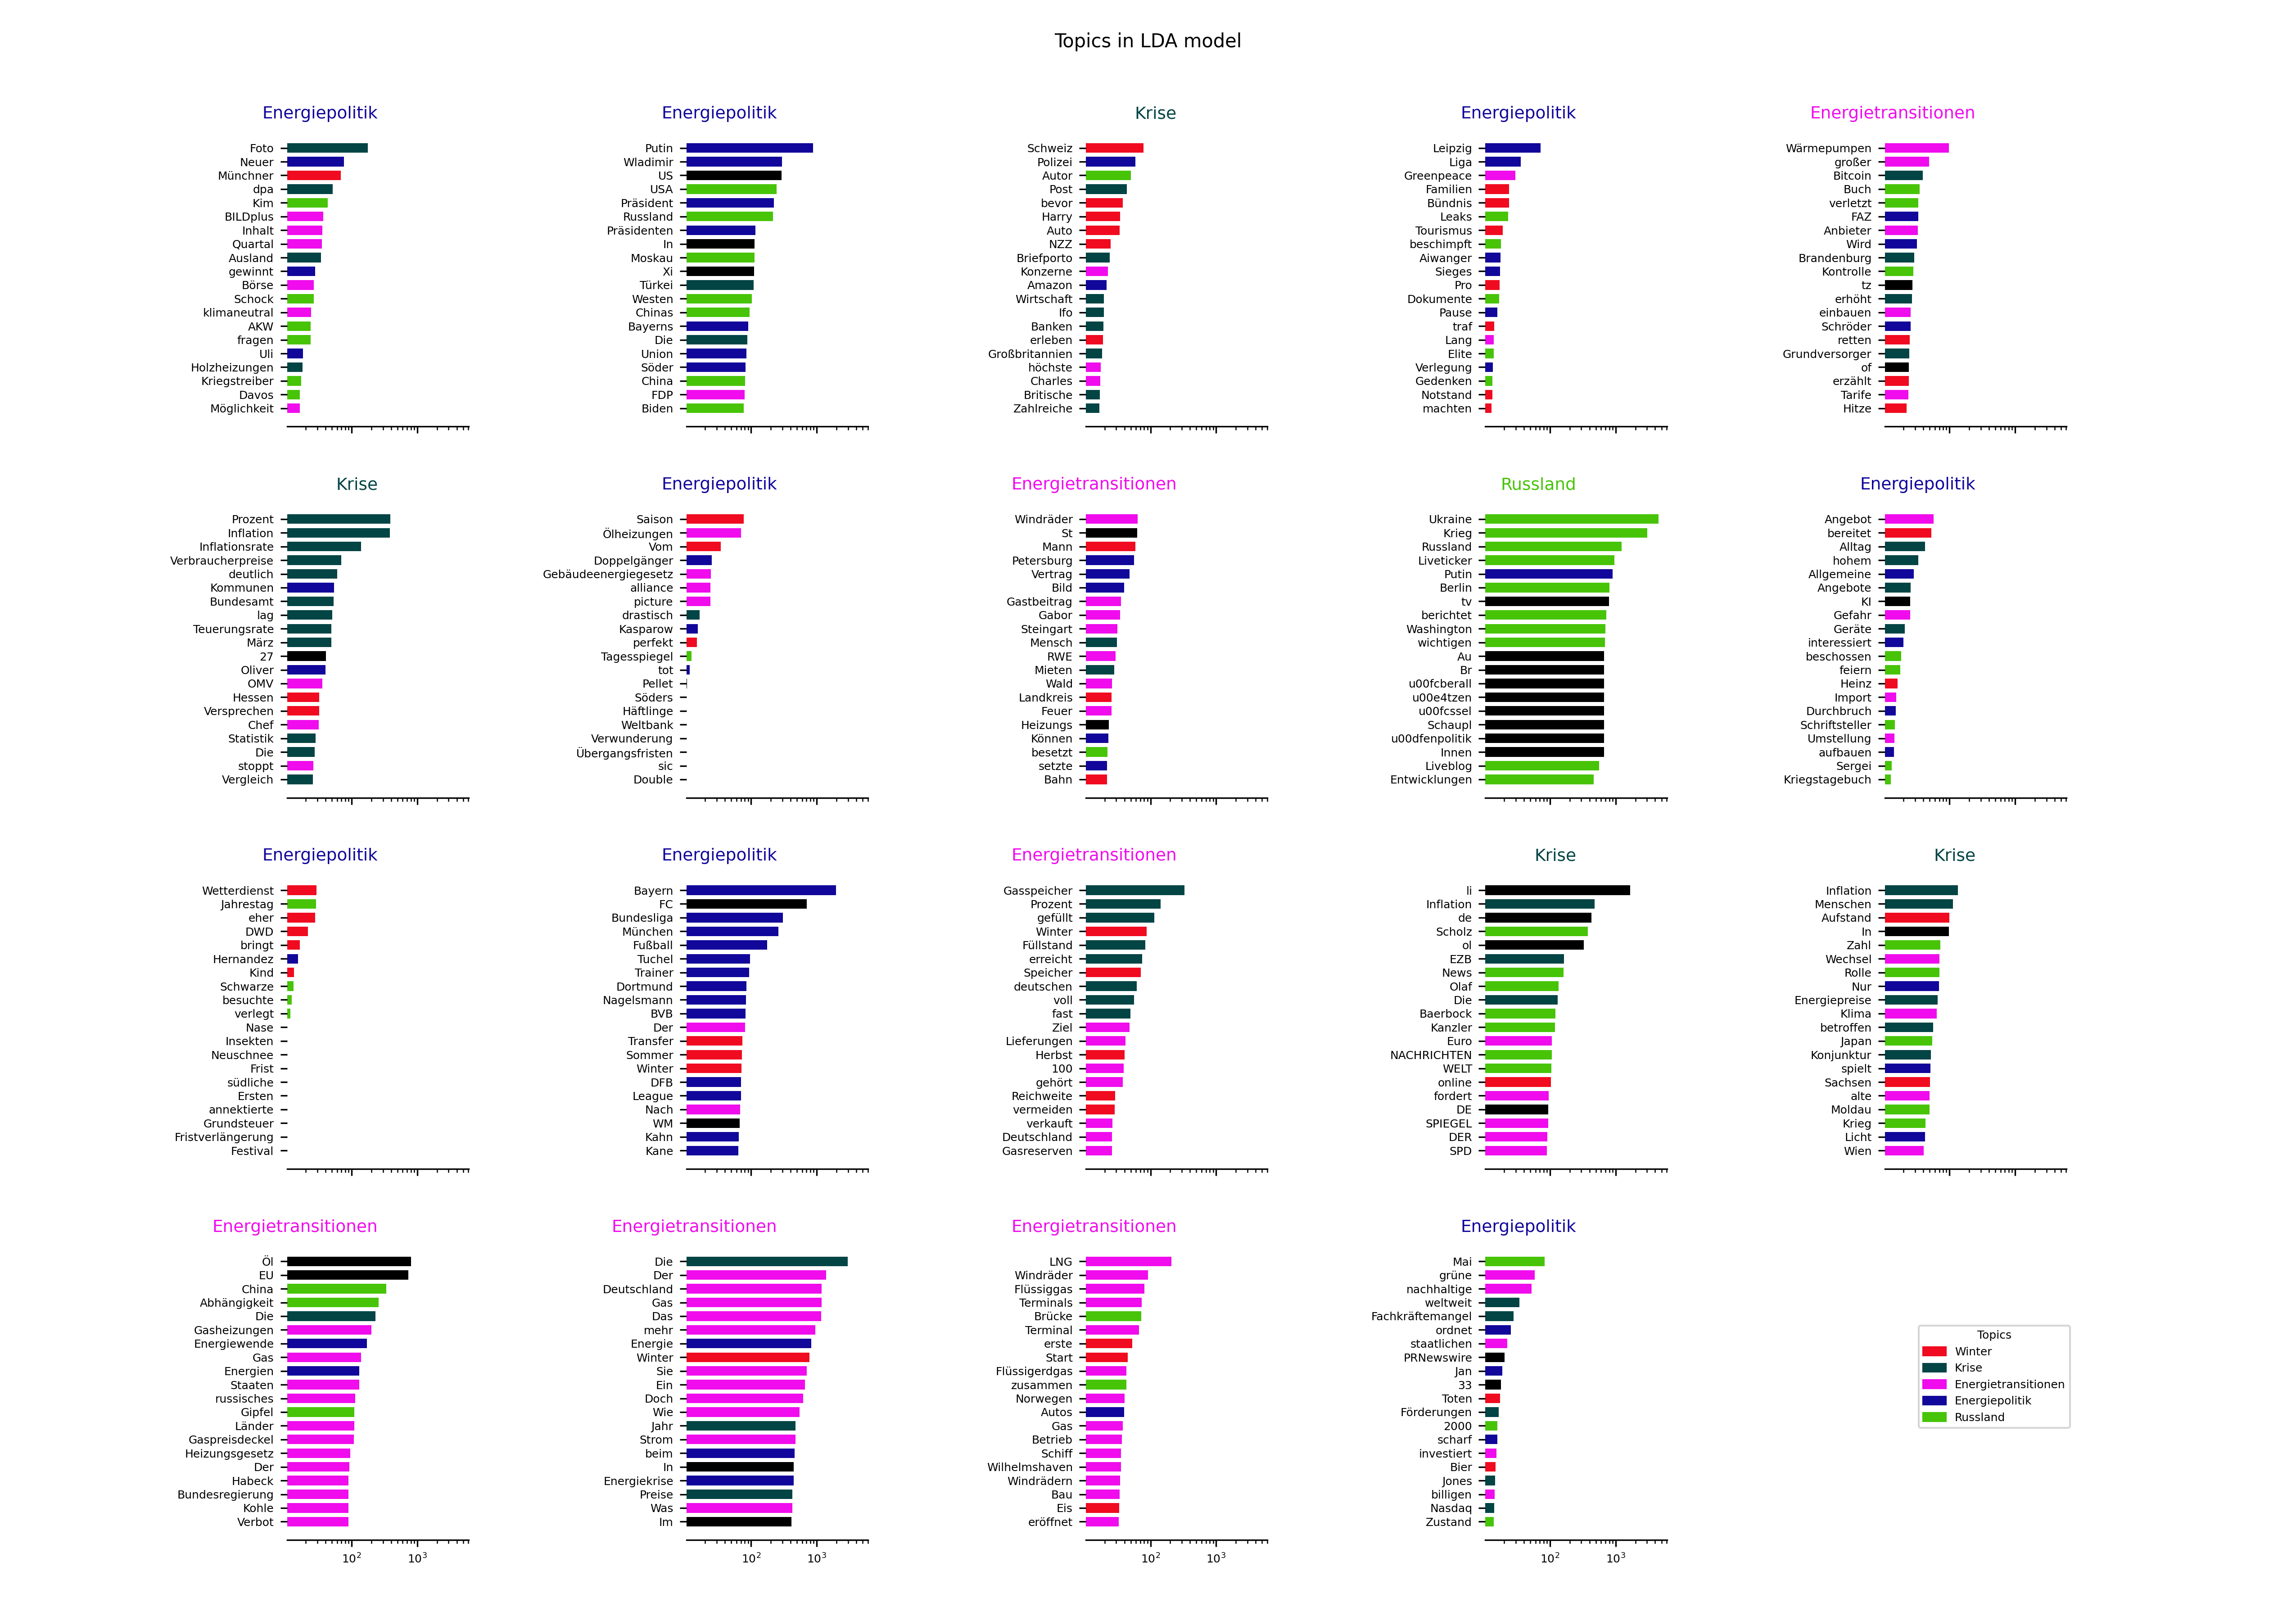 Topics in LDA model
Energiepolitik
Foto
Neuer
Münchner
dpa
Kim
BILDplus
Inhalt
Quartal
Ausland
gewinnt
Börse
Schock
klimaneutral
AKW
fragen
Uli
Holzheizungen
Kriegstreiber
Davos
Möglichkeit
Energiepolitik
Putin
Wladimir
US
USA
Präsident
Russland
Präsidenten
In
Moskau
Xi
Türkei
Westen
Chinas
Bayerns
Die
Union
Söder
China
FDP
Biden
Krise
Schweiz
Polizei
Autor
Post
bevor
Harry
Auto
NZZ
Briefporto
Konzerne
Amazon
Wirtschaft
Ifo
Banken
erleben
Großbritannien
höchste
Charles
Britische
Zahlreiche
Energiepolitik
Leipzig
Liga
Greenpeace
Familien
Bündnis
Leaks
Tourismus
beschimpft
Aiwanger
Sieges
Pro
Dokumente
Pause
traf
Lang
Elite
Verlegung
Gedenken
Notstand
machten
Energietransitionen
Wärmepumpen
großer
Bitcoin
Buch
verletzt
FAZ
Anbieter
Wird
Brandenburg
Kontrolle
tz
erhöht
einbauen
Schröder
retten
Grundversorger
of
erzählt
Tarife
Hitze
Krise
Prozent
Inflation
Inflationsrate
Verbraucherpreise
deutlich
Kommunen
Bundesamt
lag
Teuerungsrate
März
27
Oliver
OMV
Hessen
Versprechen
Chef
Statistik
Die
stoppt
Vergleich
Energiepolitik
Saison
Ölheizungen
Vom
Doppelgänger
Gebäudeenergiegesetz
alliance
picture
drastisch
Kasparow
perfekt
Tagesspiegel
tot
Pellet
Söders
Häftlinge
Weltbank
Verwunderung
Übergangsfristen
sic
Double
Energietransitionen
Windräder
St
Mann
Petersburg
Vertrag
Bild
Gastbeitrag
Gabor
Steingart
Mensch
RWE
Mieten
Wald
Landkreis
Feuer
Heizungs
Können
besetzt
setzte
Bahn
Russland
Ukraine
Krieg
Russland
Liveticker
Putin
Berlin
tv
berichtet
Washington
wichtigen
Au
Br
u00fcberall
u00e4tzen
u00fcssel
Schaupl
u00dfenpolitik
Innen
Liveblog
Entwicklungen
Energiepolitik
Angebot
bereitet
Alltag
hohem
Allgemeine
Angebote
KI
Gefahr
Geräte
interessiert
beschossen
feiern
Heinz
Import
Durchbruch
Schriftsteller
Umstellung
aufbauen
Sergei
Kriegstagebuch
Energiepolitik
Wetterdienst
Jahrestag
eher
DWD
bringt
Hernandez
Kind
Schwarze
besuchte
verlegt
Nase
Insekten
Neuschnee
Frist
südliche
Ersten
annektierte
Grundsteuer
Fristverlängerung
Festival
Energiepolitik
Bayern
FC
Bundesliga
München
Fußball
Tuchel
Trainer
Dortmund
Nagelsmann
BVB
Der
Transfer
Sommer
Winter
DFB
League
Nach
WM
Kahn
Kane
Energietransitionen
Gasspeicher
Prozent
gefüllt
Winter
Füllstand
erreicht
Speicher
deutschen
voll
fast
Ziel
Lieferungen
Herbst
100
gehört
Reichweite
vermeiden
verkauft
Deutschland
Gasreserven
Krise
li
Inflation
de
Scholz
ol
EZB
News
Olaf
Die
Baerbock
Kanzler
Euro
NACHRICHTEN
WELT
online
fordert
DE
SPIEGEL
DER
SPD
Krise
Inflation
Menschen
Aufstand
In
Zahl
Wechsel
Rolle
Nur
Energiepreise
Klima
betroffen
Japan
Konjunktur
spielt
Sachsen
alte
Moldau
Krieg
Licht
Wien
Energietransitionen
Öl
EU
China
Abhängigkeit
Die
Gasheizungen
Energiewende
Gas
Energien
Staaten
russisches
Gipfel
Länder
Gaspreisdeckel
Heizungsgesetz
Der
Habeck
Bundesregierung
Kohle
Verbot
10² 10³
Energietransitionen
Die
Der
Deutschland
Gas
Das
mehr
Energie
Winter
Sie
Ein
Doch
Wie
Jahr
Strom
beim
In
Energiekrise
Preise
Was
Im
10² 10³
Energietransitionen
LNG
Windräder
Flüssiggas
Terminals
Brücke
Terminal
erste
Start
Flüssigerdgas
zusammen
Norwegen
Autos
Gas
Betrieb
Schiff
Wilhelmshaven
Windrädern
Bau
Eis
eröffnet
10² 10³
Energiepolitik
Mai
grüne
nachhaltige
weltweit
Fachkräftemangel
ordnet
staatlichen
PRNewswire
Jan
33
Toten
Förderungen
2000
scharf
investiert
Bier
Jones
billigen
Nasdaq
Zustand
10² 10³
Topics
Winter
Krise
Energietransitionen
Energiepolitik
Russland